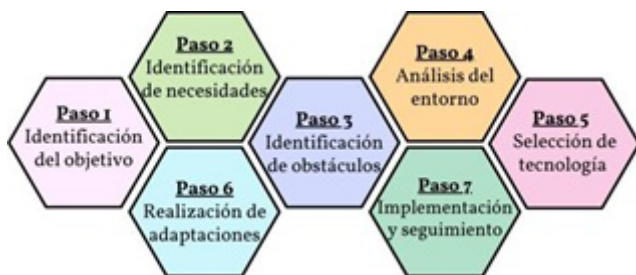 Paso 1
Identificación
del objetivo
Paso 2
Identificación
de necesidades
Paso 3
Identificación
de obstáculos
Paso 4
Análisis del
entorno
Paso 5
Selección de
tecnología
Paso 6
Realización de
adaptaciones
Paso 7
Implementación
y seguimiento